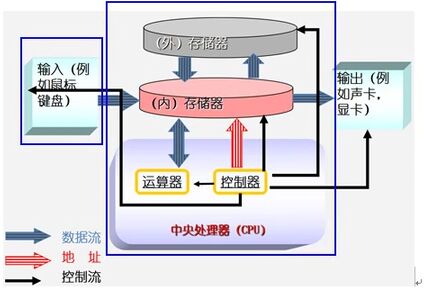 （外）存储器
输入（例
如鼠标
键盘）
（内）存储器
输出（例
如声卡，
显卡）
运算器
控制器
中央处理器（CPU）
数据流
地 址
控制流